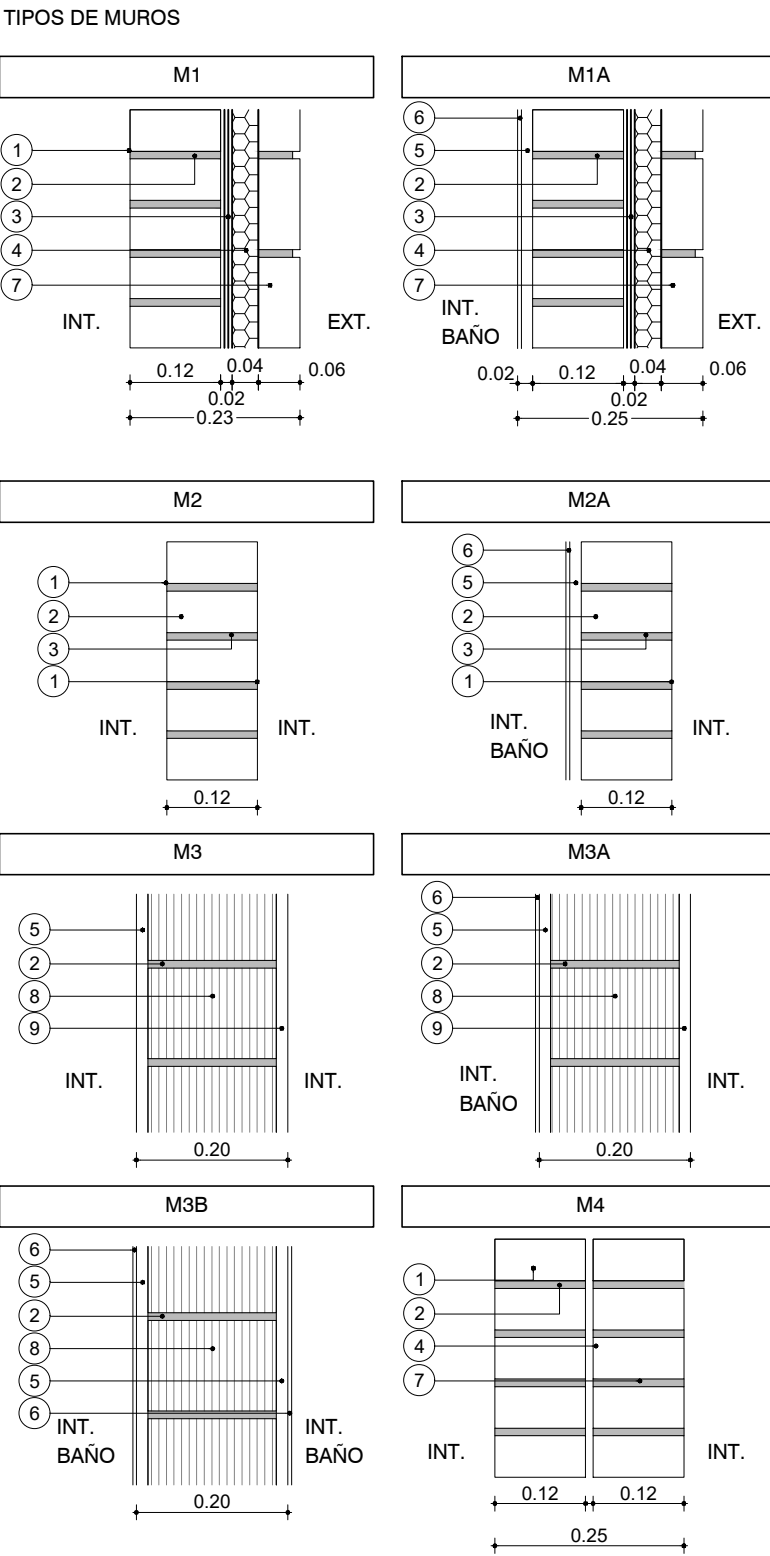 TIPOS DE MUROS
M1
1
2
3
4
7
INT.
EXT.
0.12
0.04
0.06
0.02
0.23
M1A
6
5
2
3
4
7
INT.
BAÑO
EXT.
0.02
0.12
0.04
0.06
0.02
0.25
M2
1
2
3
1
INT.
INT.
0.12
M2A
6
5
2
3
1
INT.
BAÑO
INT.
0.12
M3
5
2
8
9
INT.
INT.
0.20
M3A
6
5
2
8
9
INT.
BAÑO
INT.
0.20
M3B
6
5
2
8
5
6
INT.
BAÑO
INT.
BAÑO
0.20
M4
1
2
4
7
INT.
INT.
0.12
0.12
0.25